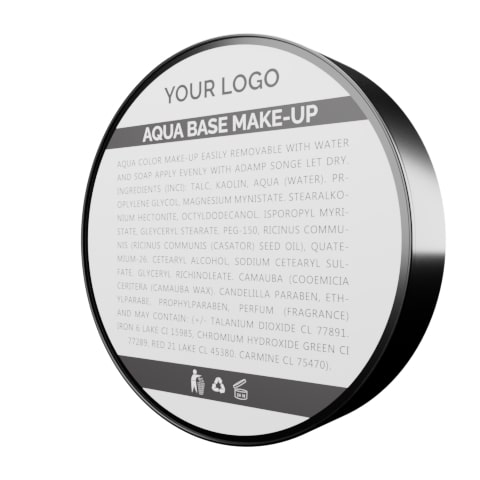 YOUR LOGO
AQUA BASE MAKE-UP
AQUA COLOR MAKE-UP EASILY REMOVABLE WITH WATER
AND SOAP APPLY EVENLY WITH ADAMP SONGE LET DRY.
INGREDIENTS (INCI): TALC, KAOLIN, AQUA (WATER). PR-
OPLYLENE GLYCOL. MAGNESIUM MYNISTATE. STEARALKO-
NIUM HECTONITE, OCTYLDODECANOL, ISPOROPYL MYRI-
STATE, GLEYCERYL STEARATE, PEG-150, RICINUS COMMU-
NIS (RICINUS COMMUNIS (CASATOR) SEED OIL), QUATE-
MIUM-26. CETEARYL ALCOHOL. SODIUM CETEARYL SUL-
FATE. GLYCERYL RICHINOLEATE. CAMAUBA (COOEMICIA
CERITERA (CAMAUBA WAX). CANDELILLA PARABEN, ETH-
YLPARABE. PROPHYLPARABEN, PERFUM (FRAGRANCE)
AND MAY CONTAIN: (+/- TALANIUM DIOXIDE CL 77891.
IRON 6 LAKE CI 15985. CHROMIUM HYDROXIDE GREEN CI
77289, RED 21 LAKE CL 45380. CARMINE CL 75470).